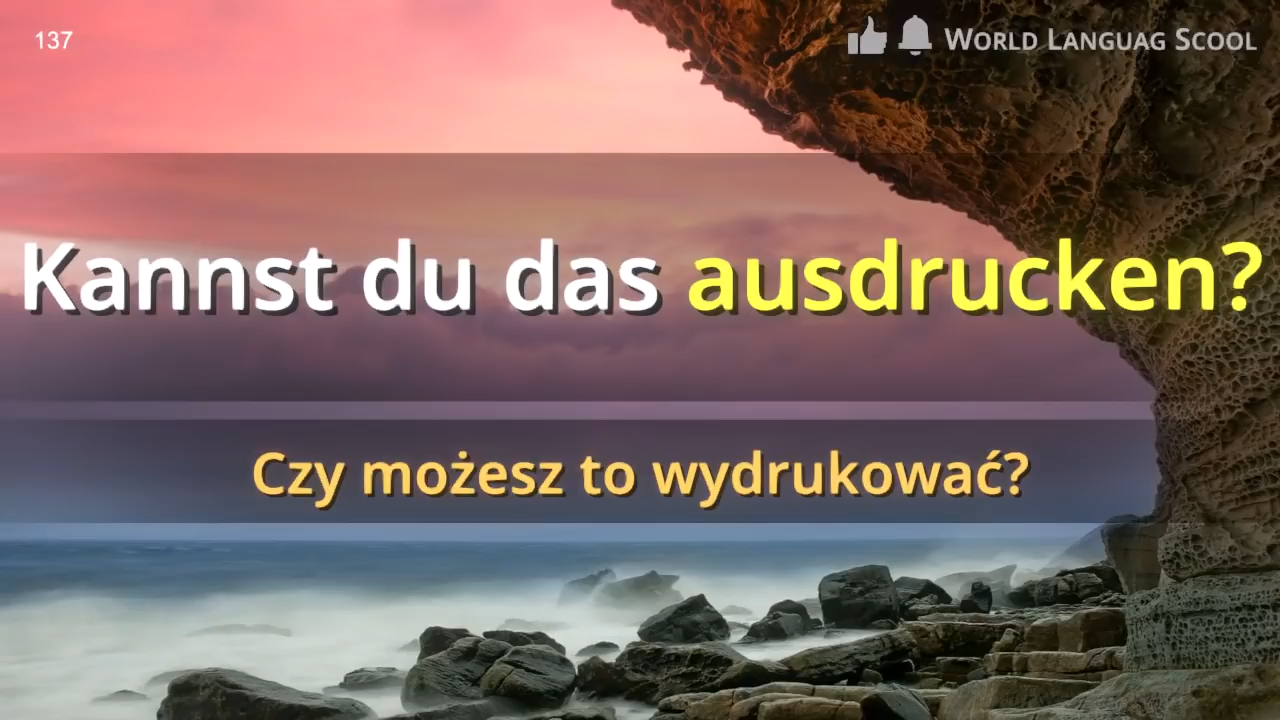 137
World Languag Scool
Kannst du das ausdrucken?
Czy możesz to wydrukować?